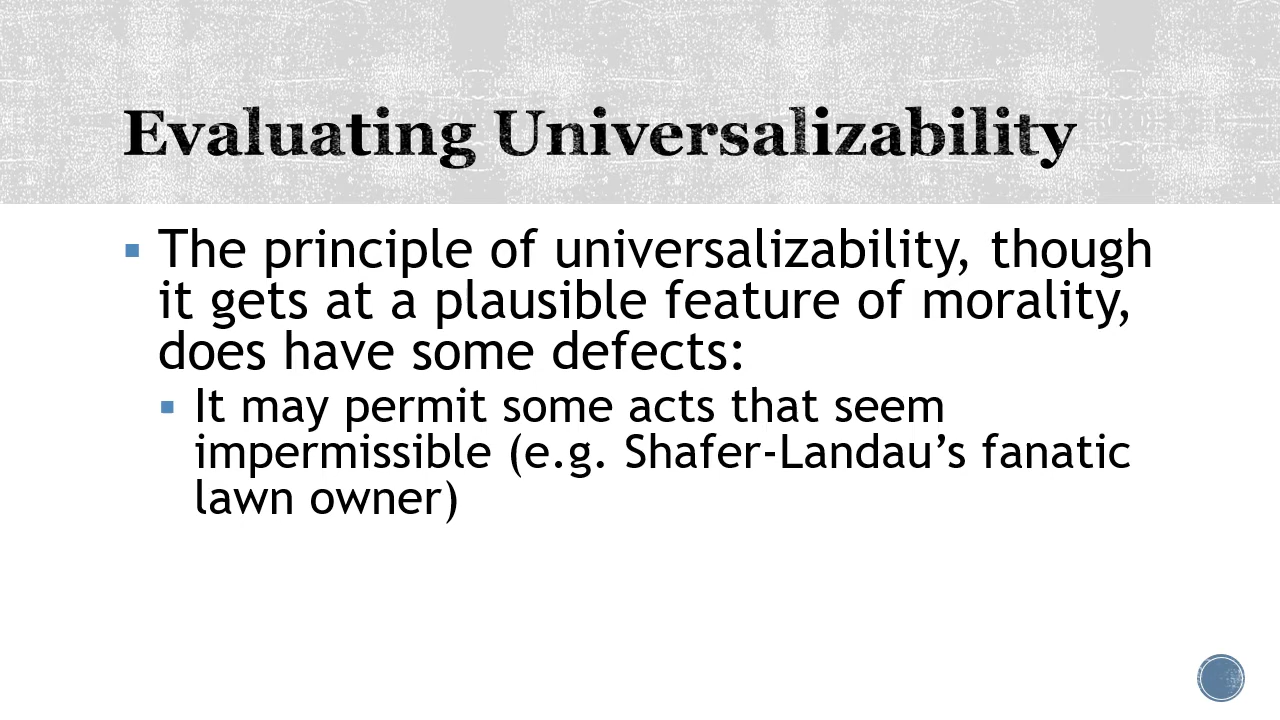 Evaluating Universalizability
▪ The principle of universalizability, though
it gets at a plausible feature of morality,
does have some defects:
▪ It may permit some acts that seem
impermissible (e.g. Shafer-Landau’s fanatic
lawn owner)